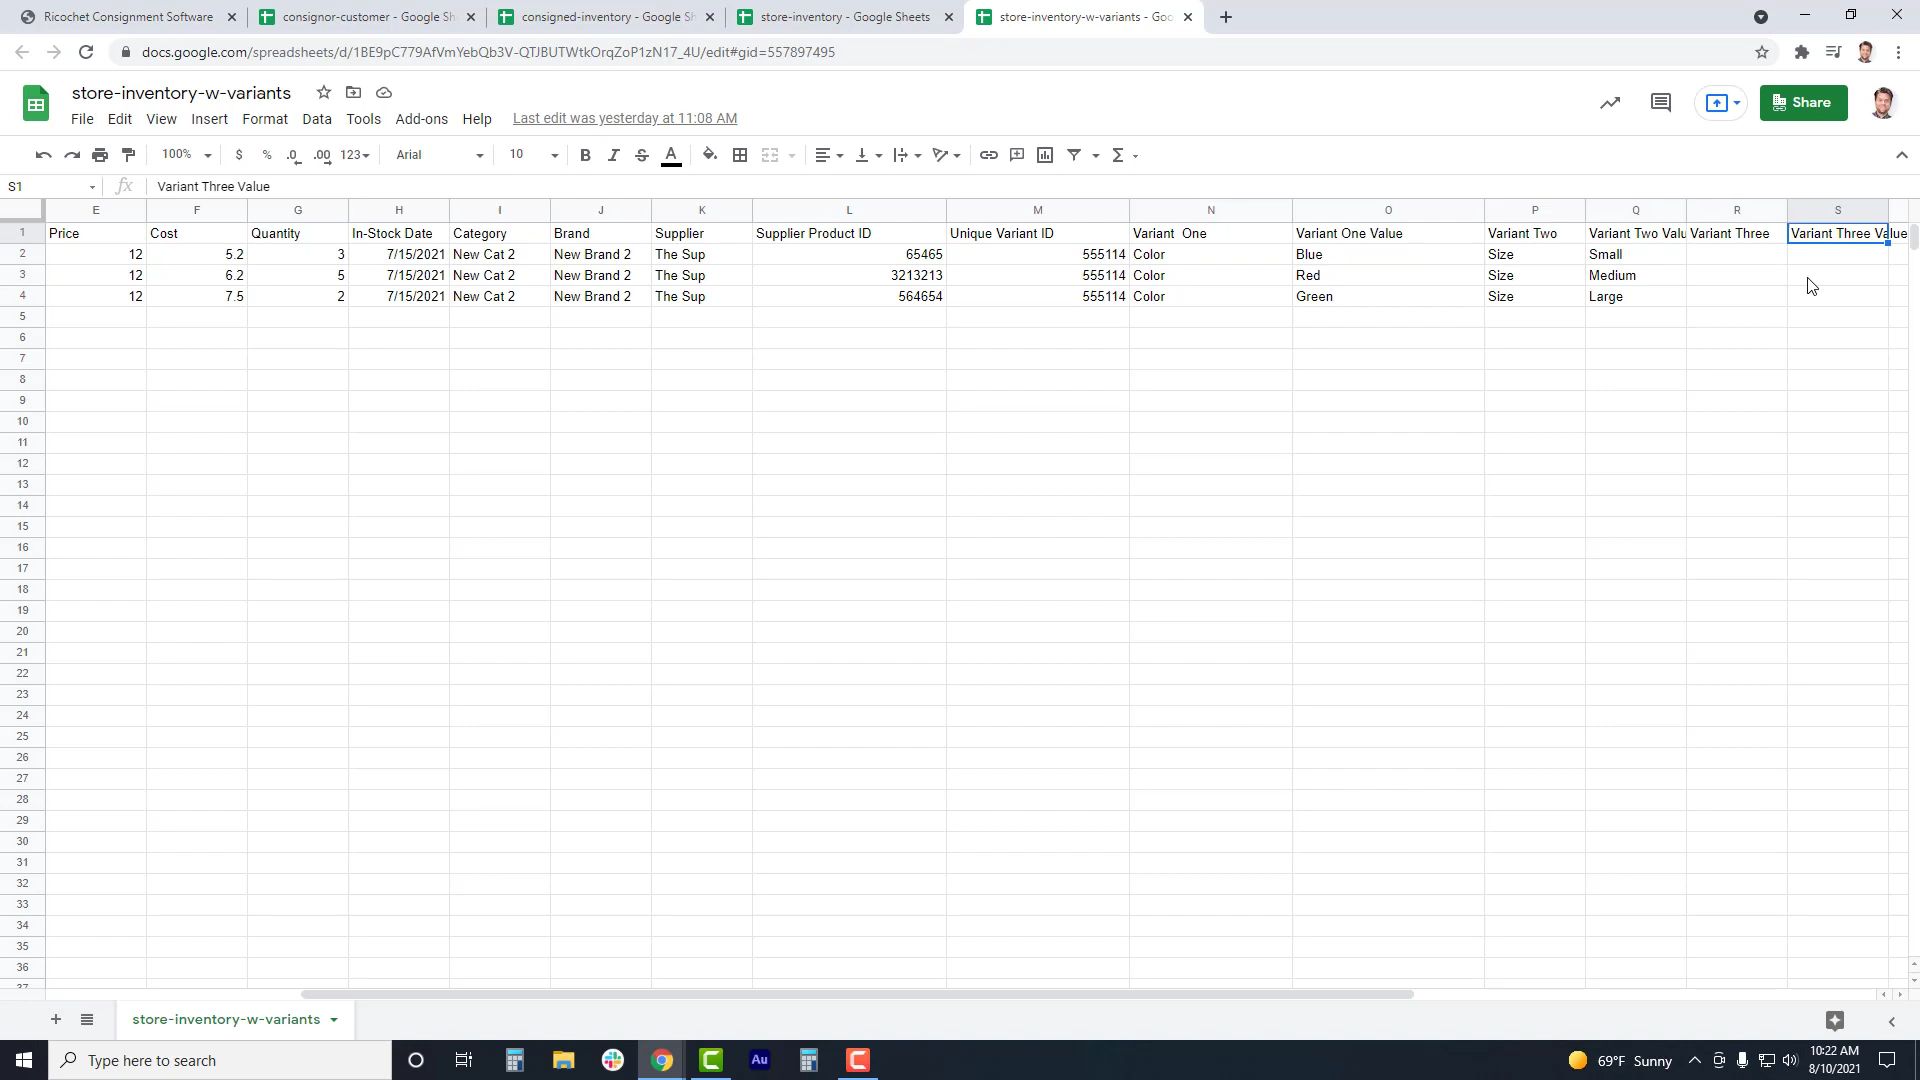 Ricochet Consignment Software
consignor-customer - Google Sh
consigned-inventory - Google Sh
store-inventory - Google Sheets
store-inventory-w-variants - Goo
docs.google.com/spreadsheets/d/1BE9pC779AfVmYebQb3V-QTJBUTWtkOrqZoP1zN17_4U/edit#gid=557897495
store-inventory-w-variants
Share
File Edit View Insert Format Data Tools Add-ons Help Last edit was yesterday at 11:08 AM
100% $ % .0 .00 123 Arial 10 B I S A Σ
S1 fx Variant Three Value
E F G H I J K L M N O P Q R S
1 Price Cost Quantity In-Stock Date Category Brand Supplier Supplier Product ID Unique Variant ID Variant  One Variant One Value Variant Two Variant Two Valu Variant Three Variant Three Value
2 12 5.2 3 7/15/2021 New Cat 2 New Brand 2 The Sup 65465 555114 Color Blue Size Small
3 12 6.2 5 7/15/2021 New Cat 2 New Brand 2 The Sup 3213213 555114 Color Red Size Medium
4 12 7.5 2 7/15/2021 New Cat 2 New Brand 2 The Sup 564654 555114 Color Green Size Large
5
6
7
8
9
10
11
12
13
14
15
16
17
18
19
20
21
22
23
24
25
26
27
28
29
30
31
32
33
34
35
36
37
store-inventory-w-variants
Type here to search
Au
69°F Sunny
10:22 AM
8/10/2021